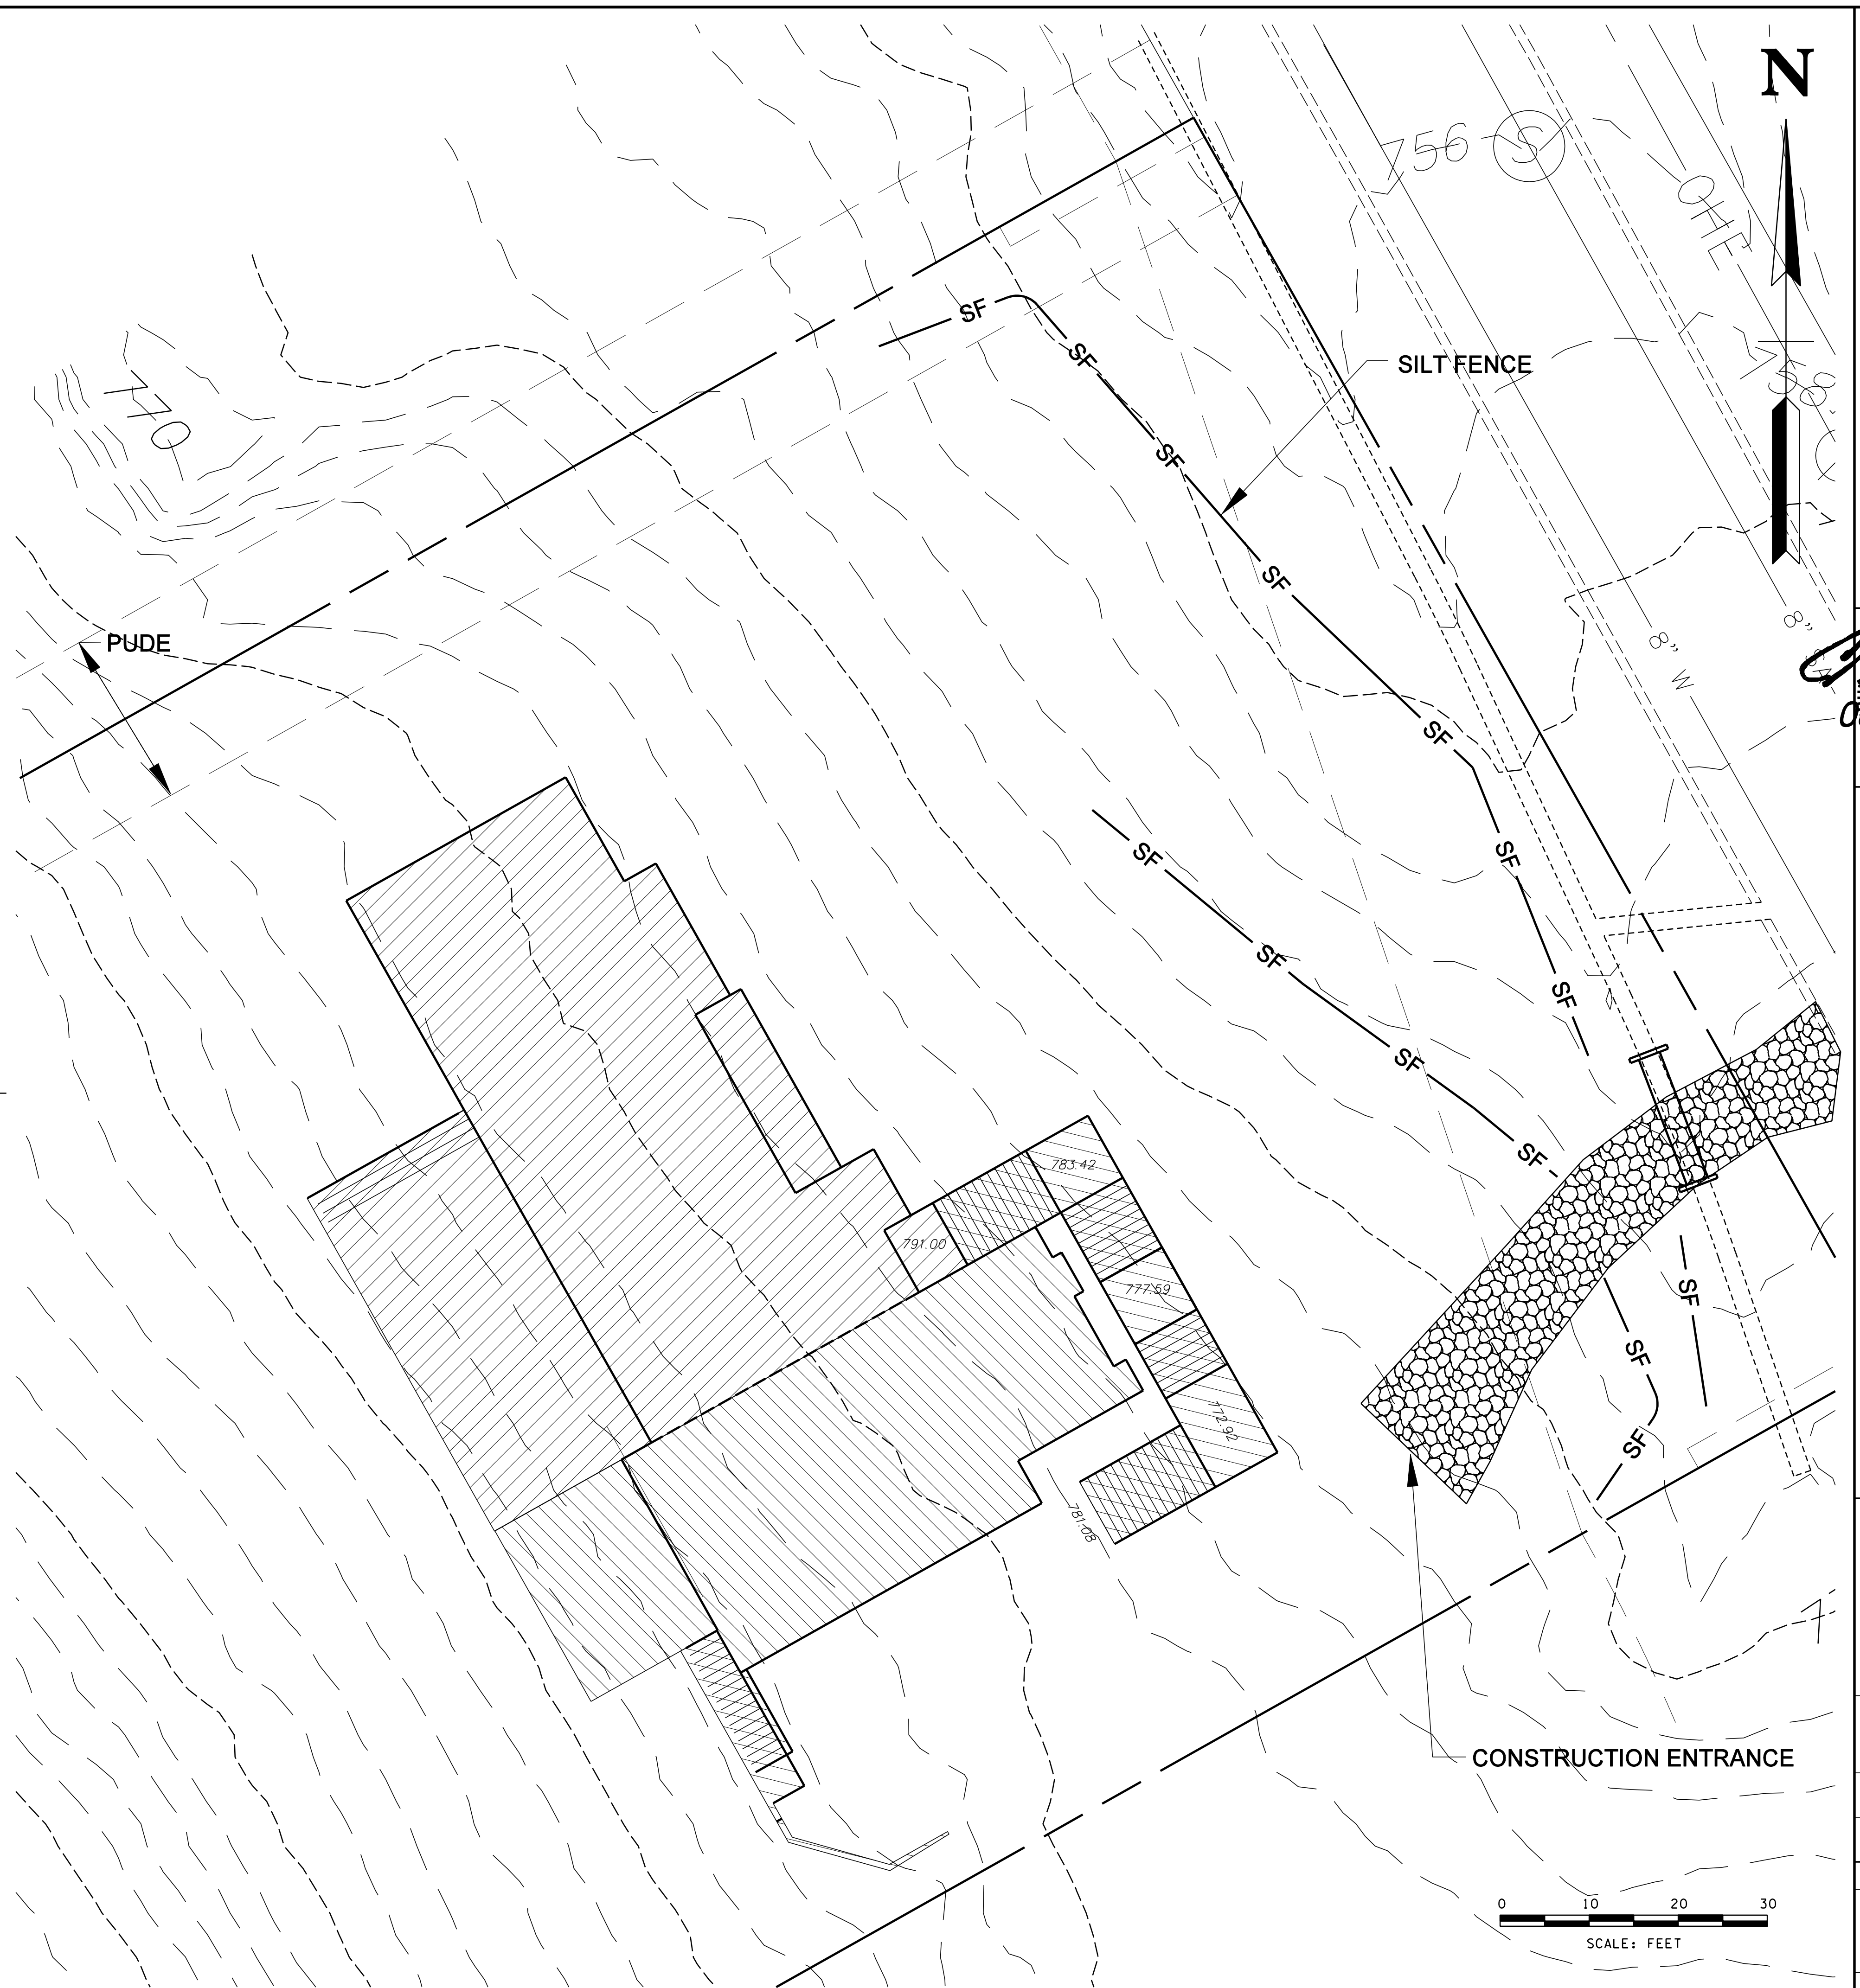 N
756
S
OHE
SF
SF
SILT FENCE
SF
SF
8"
8"
PUDE
W
SF
SF
SF
SF
SF
SF
SF
783.42
791.00
777.59
SF
SF
772.92
SF
781.08
CONSTRUCTION ENTRANCE
0 10 20 30
SCALE: FEET